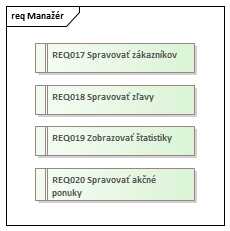 req Manažér
REQ017 Spravovať zákazníkov
REQ018 Spravovať zľavy
REQ019 Zobrazovať štatistiky
REQ020 Spravovať akčné
ponuky